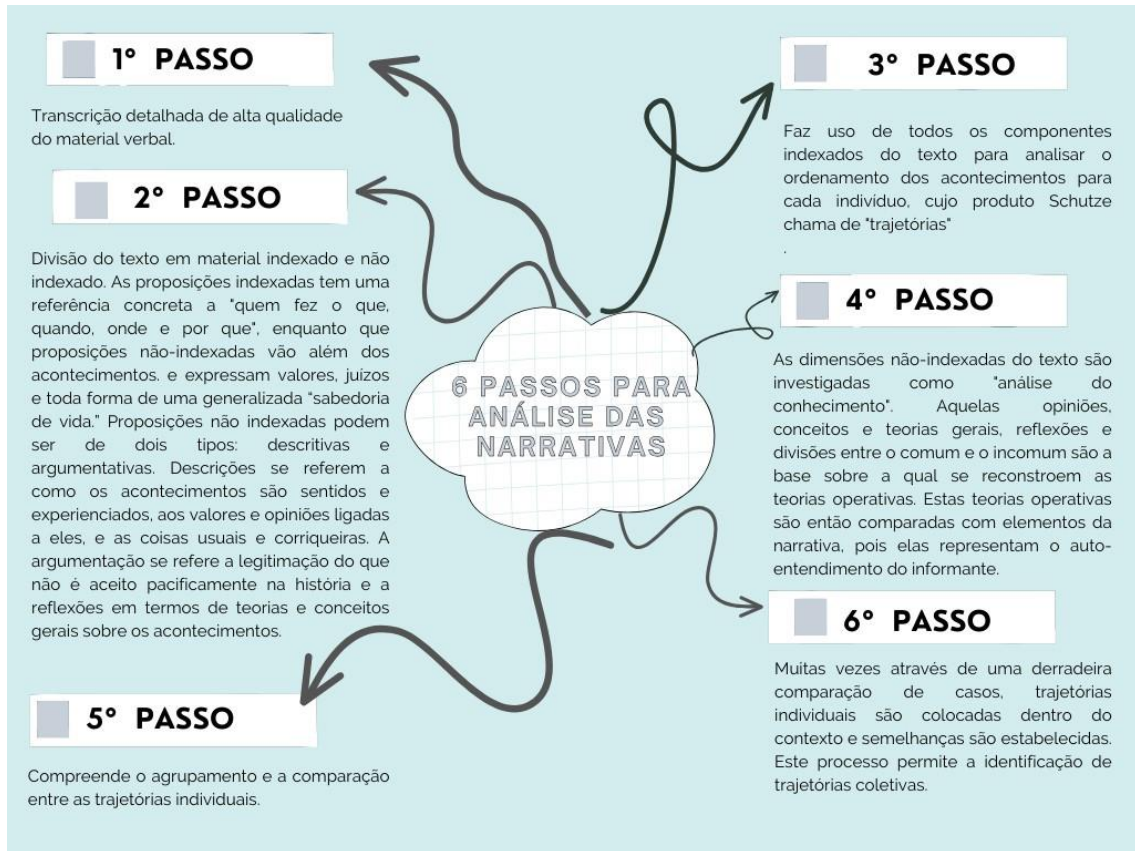 1° PASSO
Transcrição detalhada de alta qualidade
do material verbal.
2° PASSO
Divisão do texto em material indexado e não
indexado. As proposições indexadas tem uma
referência concreta a "quem fez o que,
quando, onde e por que", enquanto que
proposições não-indexadas vão além dos
acontecimentos. e expressam valores, juízos
e toda forma de uma generalizada “sabedoria
de vida.” Proposições não indexadas podem
ser de dois tipos: descritivas e
argumentativas. Descrições se referem a
como os acontecimentos são sentidos e
experienciados, aos valores e opiniões ligadas
a eles, e as coisas usuais e corriqueiras. A
argumentação se refere a legitimação do que
não é aceito pacificamente na história e a
reflexões em termos de teorias e conceitos
gerais sobre os acontecimentos.
5° PASSO
Compreende o agrupamento e a comparação
entre as trajetórias individuais.
6 PASSOS PARA
ANÁLISE DAS
NARRATIVAS
3° PASSO
Faz uso de todos os componentes
indexados do texto para analisar o
ordenamento dos acontecimentos para
cada indivíduo, cujo produto Schutze
chama de "trajetórias"
.
4° PASSO
As dimensões não-indexadas do texto são
investigadas como "análise do
conhecimento". Aquelas opiniões,
conceitos e teorias gerais, reflexões e
divisões entre o comum e o incomum são a
base sobre a qual se reconstroem as
teorias operativas. Estas teorias operativas
são então comparadas com elementos da
narrativa, pois elas representam o auto-
entendimento do informante.
6° PASSO
Muitas vezes através de uma derradeira
comparação de casos, trajetórias
individuais são colocadas dentro do
contexto e semelhanças são estabelecidas.
Este processo permite a identificação de
trajetórias coletivas.